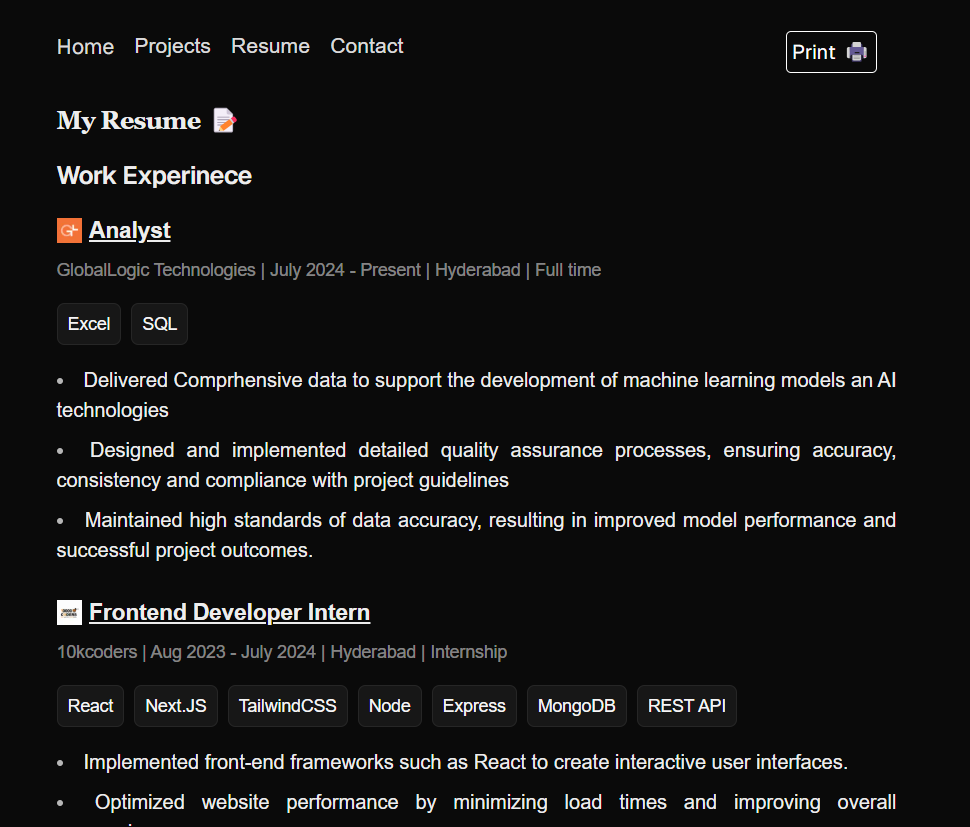 Home Projects Resume Contact
Print
My Resume
Work Experinece
G+ Analyst
GlobalLogic Technologies | July 2024 - Present | Hyderabad | Full time
Excel SQL
• Delivered Comprhensive data to support the development of machine learning models an AI
technologies
• Designed and implemented detailed quality assurance processes, ensuring accuracy,
consistency and compliance with project guidelines
• Maintained high standards of data accuracy, resulting in improved model performance and
successful project outcomes.
Frontend Developer Intern
10kcoders | Aug 2023 - July 2024 | Hyderabad | Internship
React Next.JS TailwindCSS Node Express MongoDB REST API
• Implemented front-end frameworks such as React to create interactive user interfaces.
• Optimized website performance by minimizing load times and improving overall